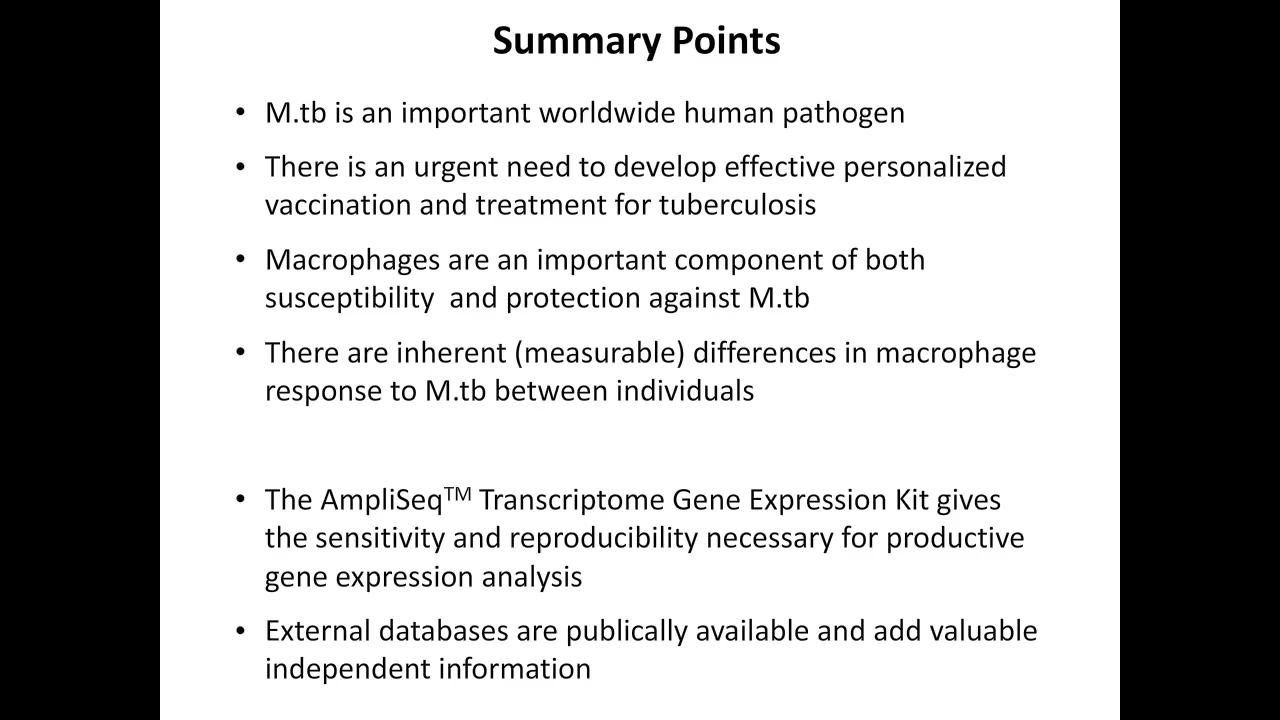 Summary Points
• M.tb is an important worldwide human pathogen
• There is an urgent need to develop effective personalized
vaccination and treatment for tuberculosis
• Macrophages are an important component of both
susceptibility  and protection against M.tb
• There are inherent (measurable) differences in macrophage
response to M.tb between individuals
• The AmpliSeqTM Transcriptome Gene Expression Kit gives
the sensitivity and reproducibility necessary for productive
gene expression analysis
• External databases are publically available and add valuable
independent information